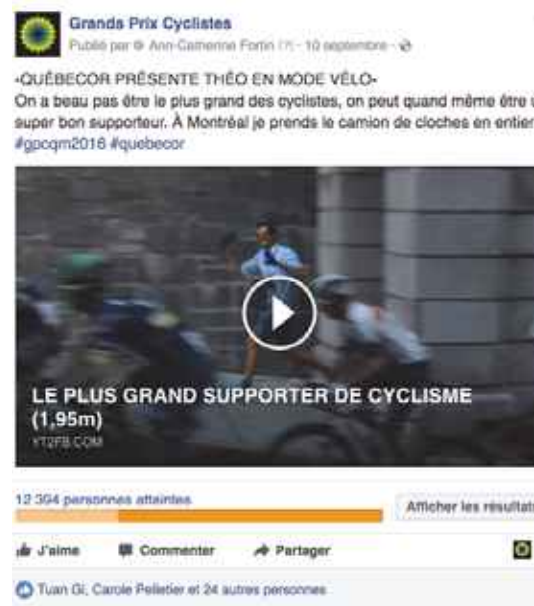 Grands Prix Cyclistes
Publié par Ann-Catherine Fortin [?] · 10 septembre ·
-QUÉBECOR PRÉSENTE THÉO EN MODE VÉLO-
On a beau pas être le plus grand des cyclistes, on peut quand même être
super bon supporteur. À Montréal je prends le camion de cloches en entier
#gpcqm2016 #quebecor
LE PLUS GRAND SUPPORTER DE CYCLISME
(1,95m)
YT2FB.COM
12 394 personnes atteintes
Afficher les résultats
J'aime Commenter Partager
Tuan Gi, Carole Pelletier et 24 autres personnes